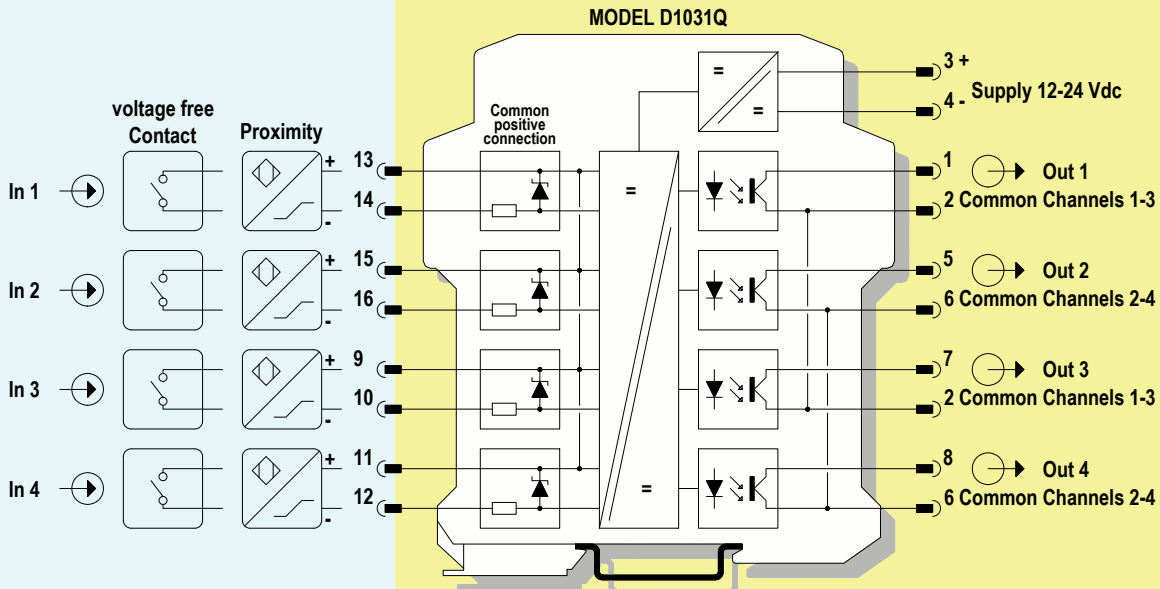 MODEL D1031Q
3 +
Supply 12-24 Vdc
4 -
voltage free
Contact
Proximity
Common
positive
connection
=
=
In 1
+
13
14
-
=
1
Out 1
2 Common Channels 1-3
In 2
+
15
16
-
5
Out 2
6 Common Channels 2-4
In 3
+
9
10
-
7
Out 3
2 Common Channels 1-3
In 4
+
11
12
-
=
8
Out 4
6 Common Channels 2-4